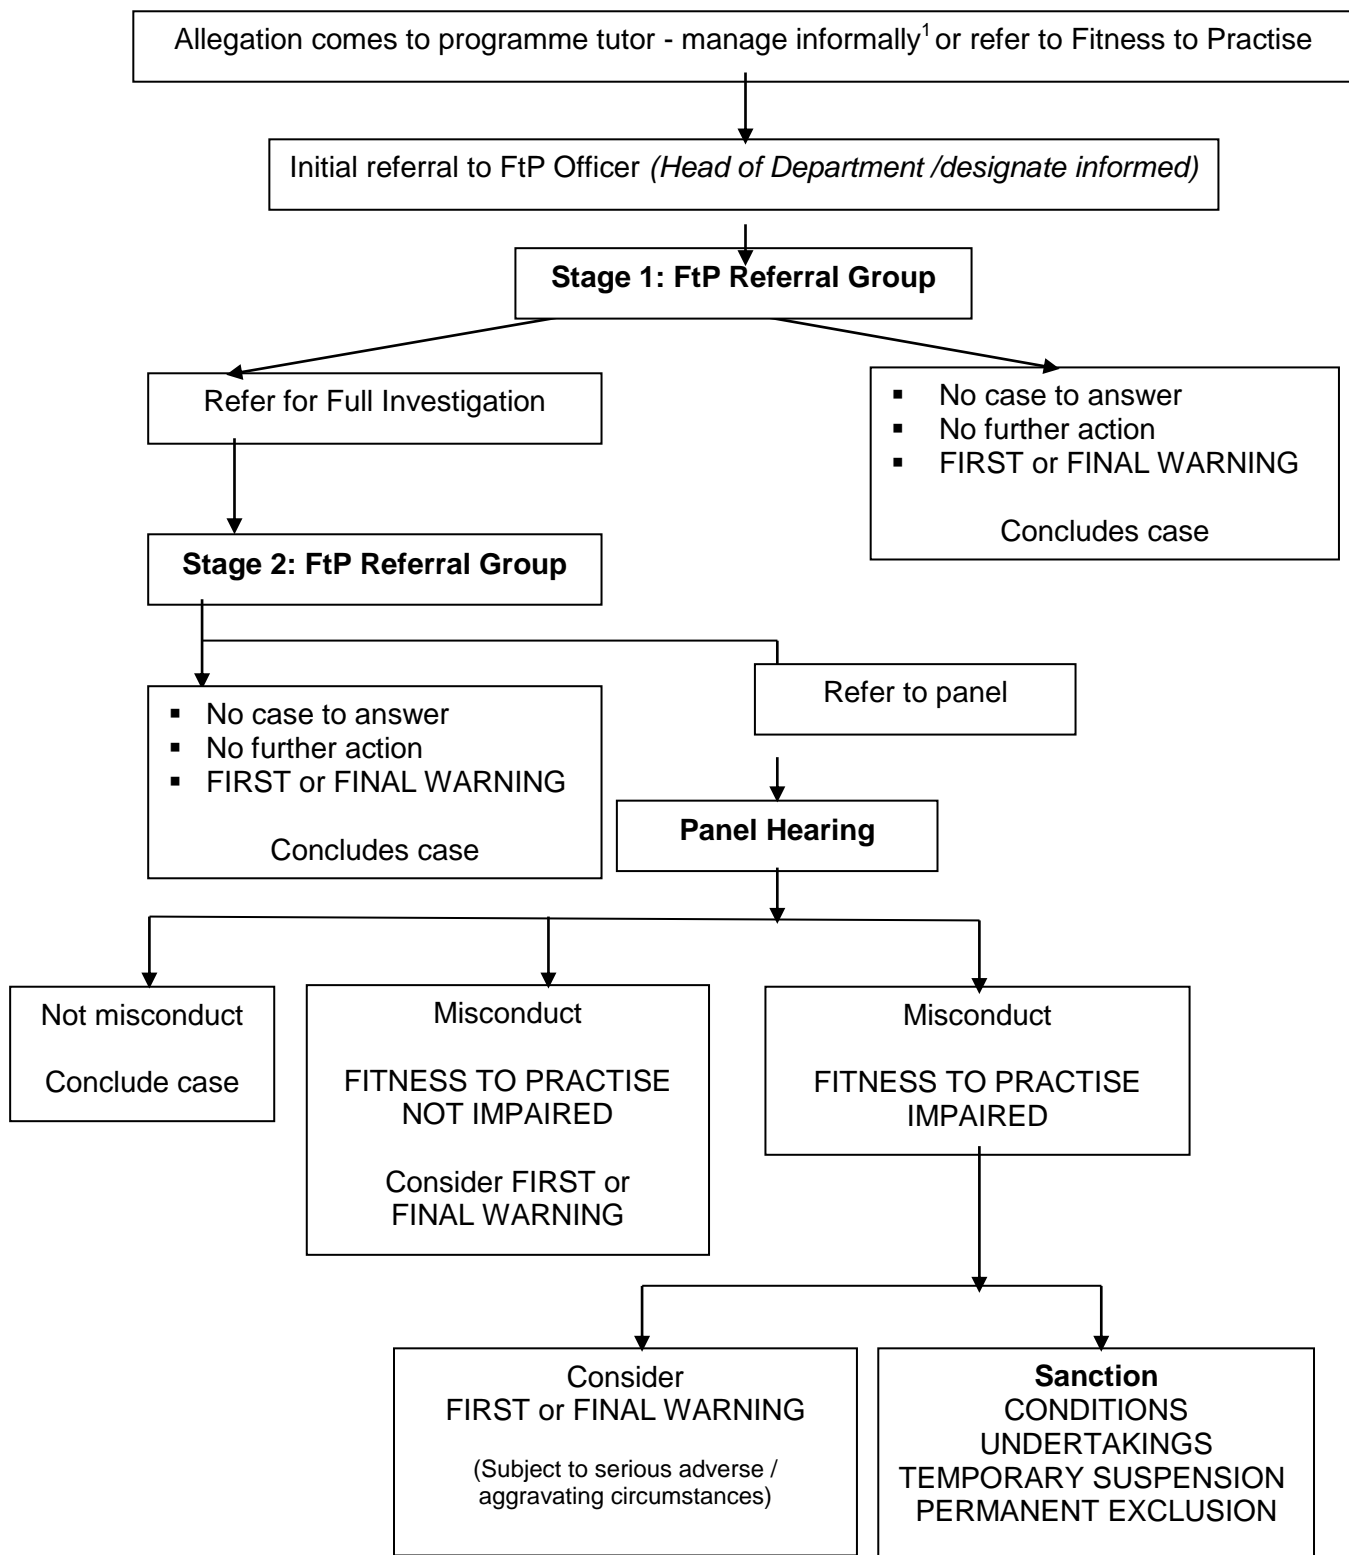 Allegation comes to programme tutor - manage informally1 or refer to Fitness to Practise
Initial referral to FtP Officer (Head of Department /designate informed)
Stage 1: FtP Referral Group
Refer for Full Investigation
▪ No case to answer
▪ No further action
▪ FIRST or FINAL WARNING
Concludes case
Stage 2: FtP Referral Group
▪ No case to answer
▪ No further action
▪ FIRST or FINAL WARNING
Concludes case
Refer to panel
Panel Hearing
Not misconduct
Conclude case
Misconduct
FITNESS TO PRACTISE
NOT IMPAIRED
Consider FIRST or
FINAL WARNING
Misconduct
FITNESS TO PRACTISE
IMPAIRED
Consider
FIRST or FINAL WARNING
(Subject to serious adverse /
aggravating circumstances)
Sanction
CONDITIONS
UNDERTAKINGS
TEMPORARY SUSPENSION
PERMANENT EXCLUSION